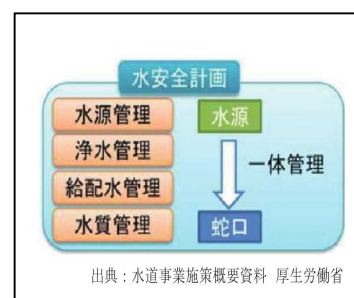 水安全計画
水源管理
浄水管理
給配水管理
水質管理
水源
一体管理
蛇口
出典：水道事業施策概要資料 厚生労働省